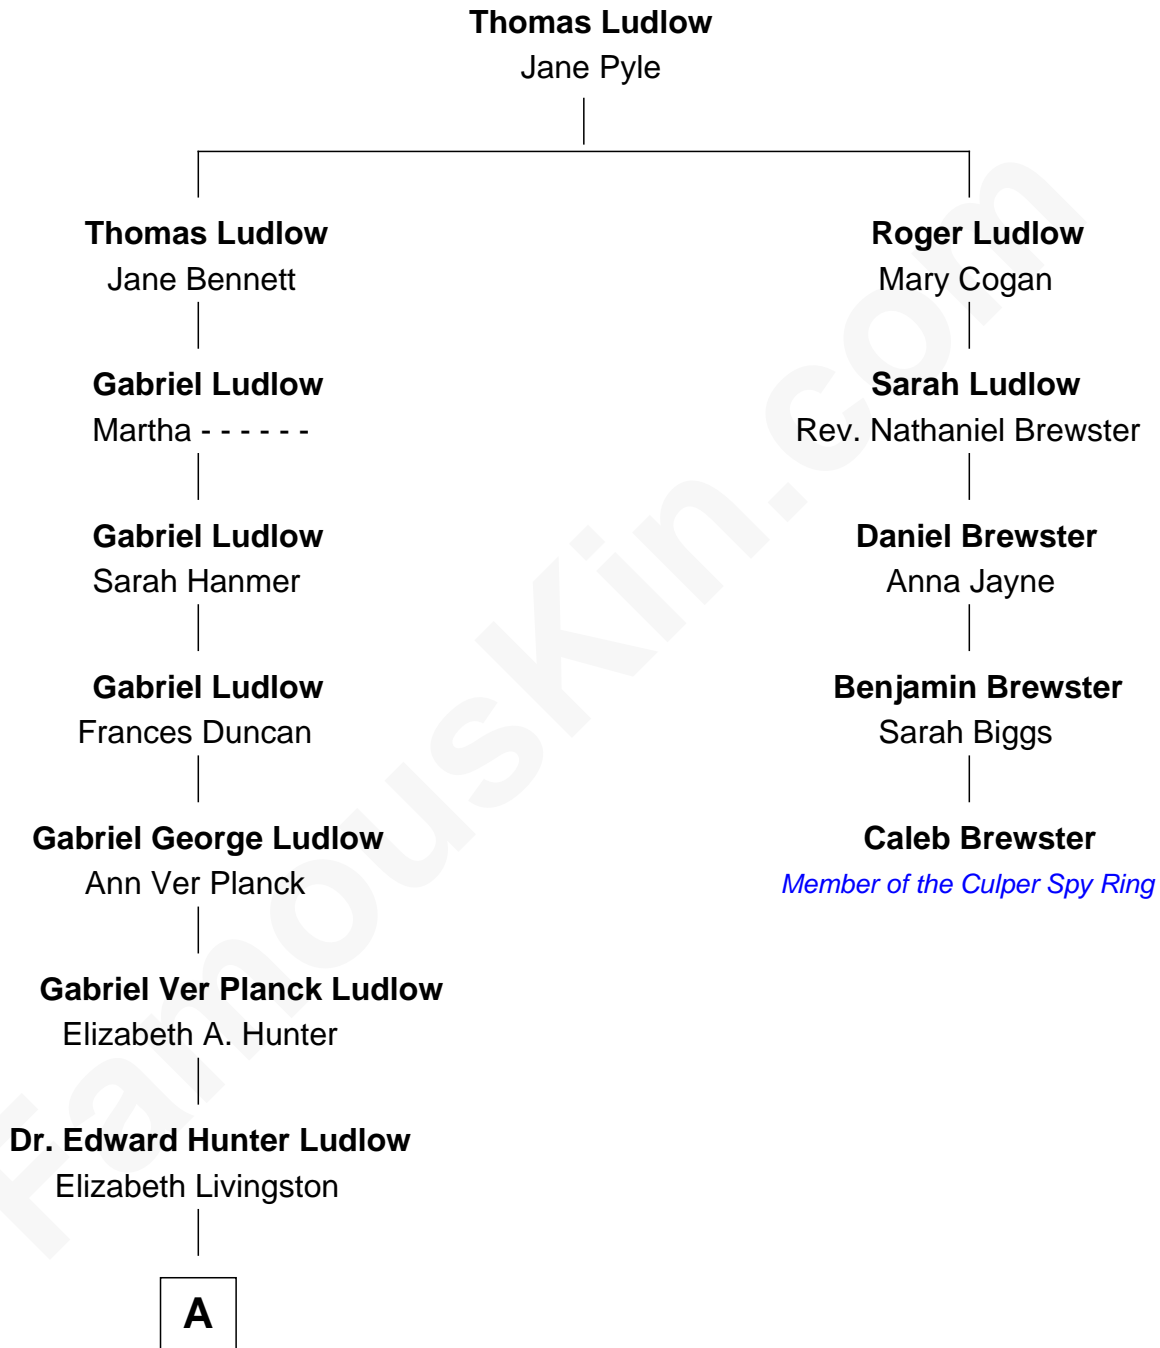 Thomas Ludlow
Jane Pyle
Thomas Ludlow
Jane Bennett
Gabriel Ludlow
Martha - - - - - -
Gabriel Ludlow
Sarah Hanmer
Gabriel Ludlow
Frances Duncan
Gabriel George Ludlow
Ann Ver Planck
Gabriel Ver Planck Ludlow
Elizabeth A. Hunter
Dr. Edward Hunter Ludlow
Elizabeth Livingston
A
Roger Ludlow
Mary Cogan
Sarah Ludlow
Rev. Nathaniel Brewster
Daniel Brewster
Anna Jayne
Benjamin Brewster
Sarah Biggs
Caleb Brewster
Member of the Culper Spy Ring
FamousKin.com